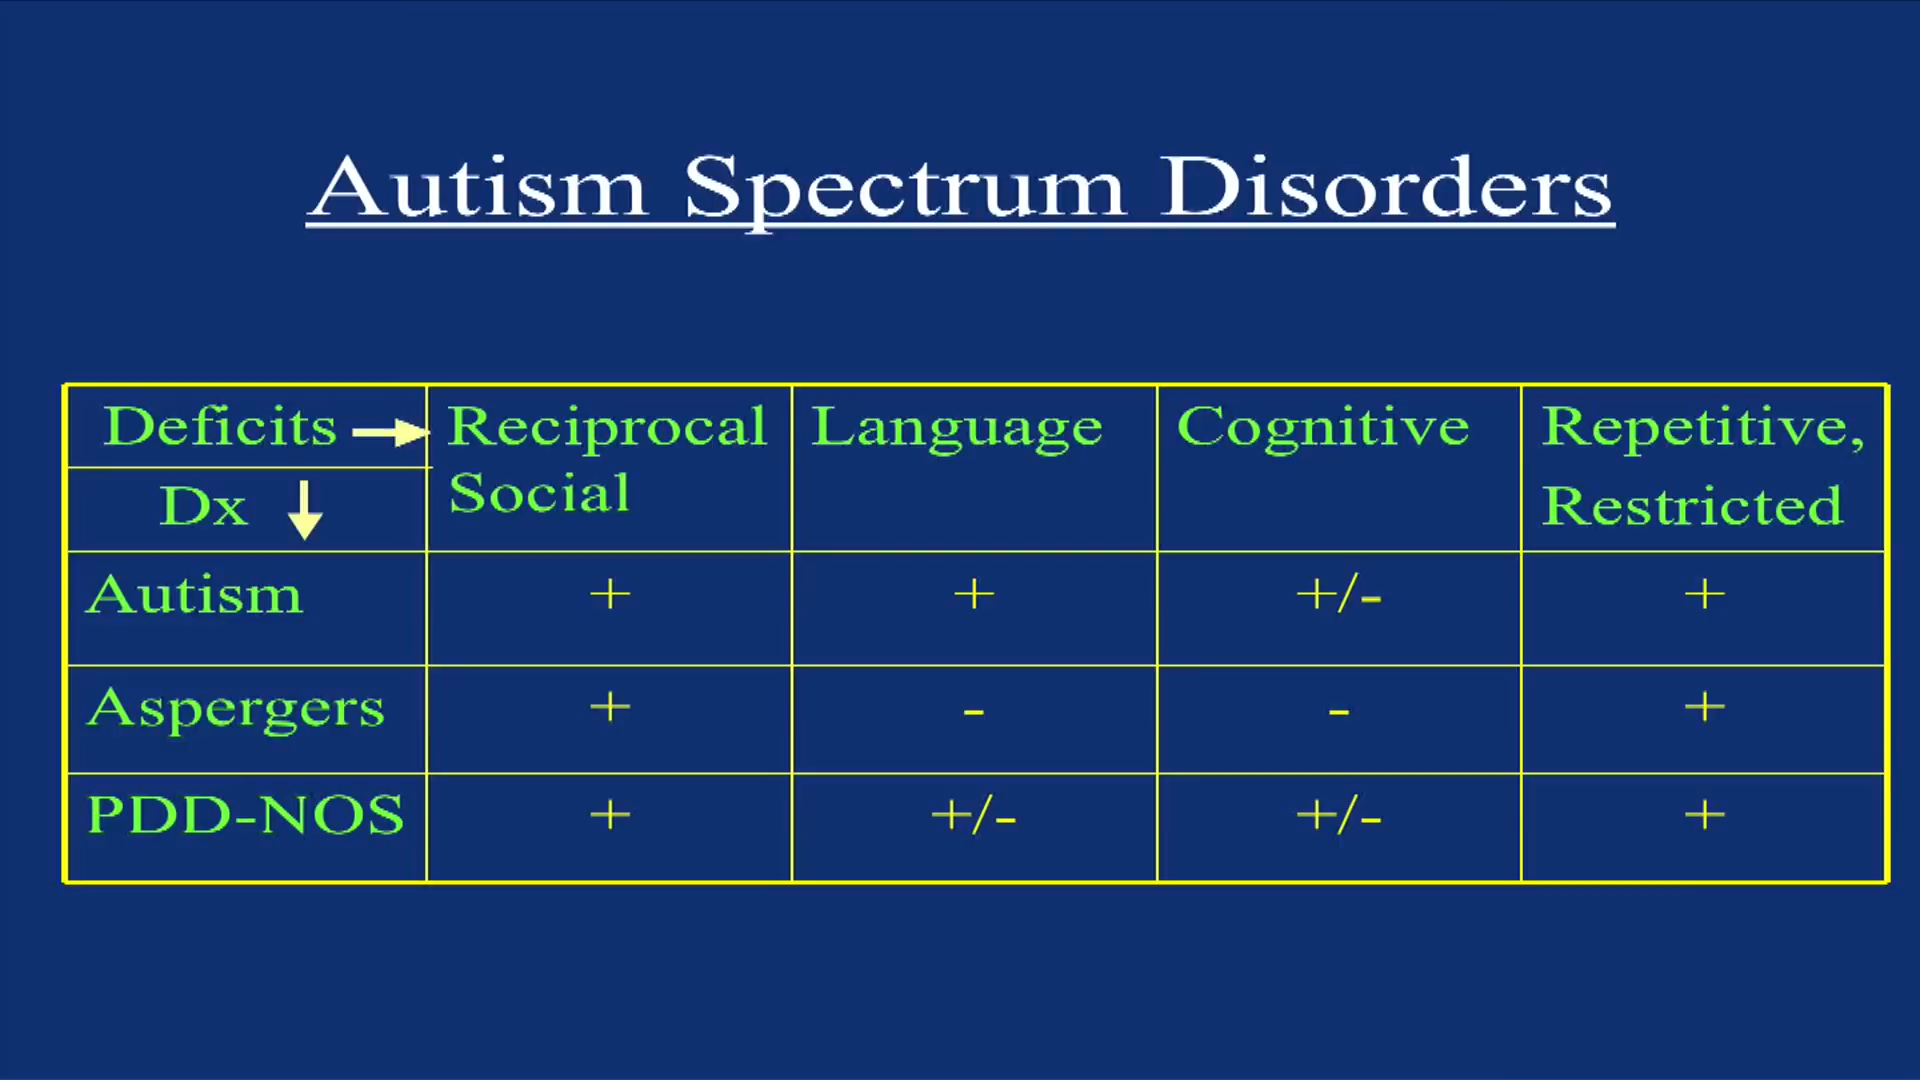 Autism Spectrum Disorders
Deficits Reciprocal Social Language Cognitive Repetitive, Restricted
Dx
Autism + + +/- +
Aspergers + - - +
PDD-NOS + +/- +/- +